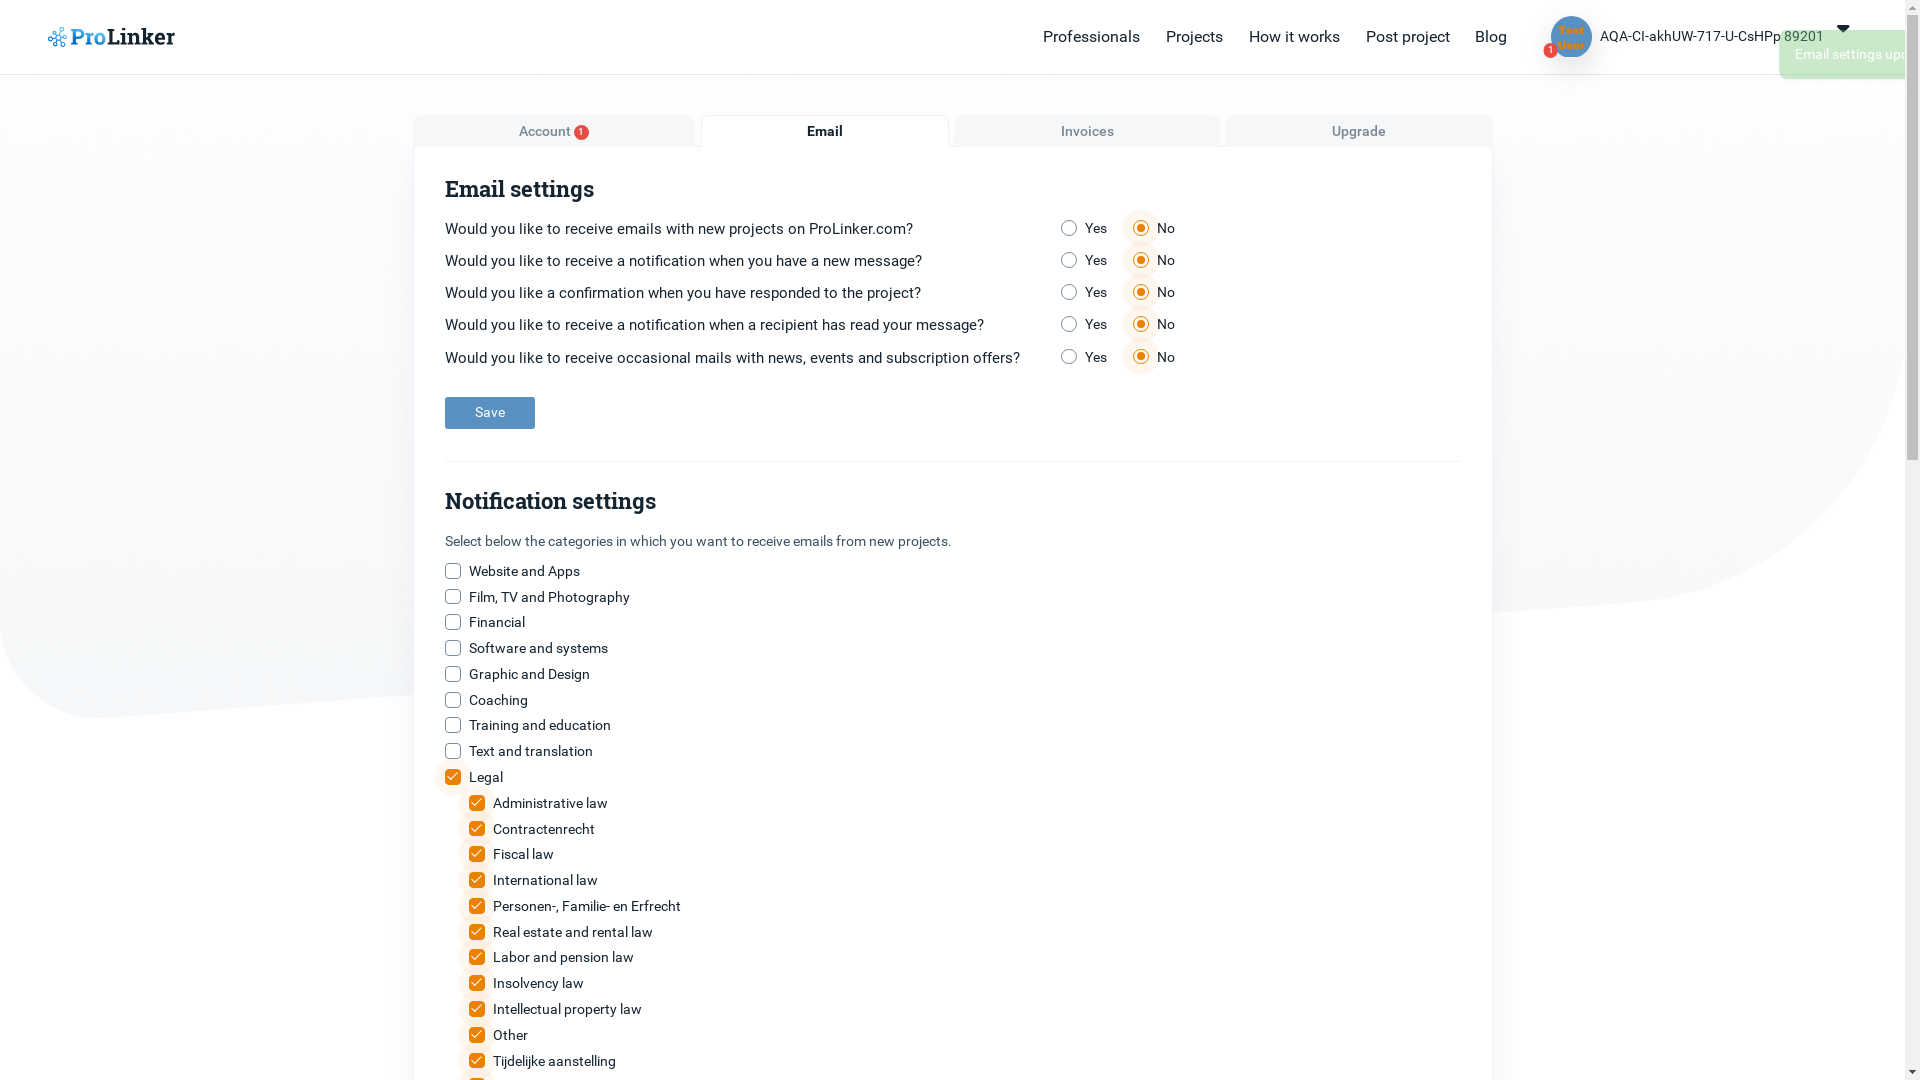 ProLinker
Professionals Projects How it works Post project Blog
Test User
1
AQA-CI-akhUW-717-U-CsHPp 89201
Email settings upd
Account 1
Email
Invoices
Upgrade
Email settings
Would you like to receive emails with new projects on ProLinker.com? Yes No
Would you like to receive a notification when you have a new message? Yes No
Would you like a confirmation when you have responded to the project? Yes No
Would you like to receive a notification when a recipient has read your message? Yes No
Would you like to receive occasional mails with news, events and subscription offers? Yes No
Save
Notification settings
Select below the categories in which you want to receive emails from new projects.
Website and Apps
Film, TV and Photography
Financial
Software and systems
Graphic and Design
Coaching
Training and education
Text and translation
Legal
Administrative law
Contractenrecht
Fiscal law
International law
Personen-, Familie- en Erfrecht
Real estate and rental law
Labor and pension law
Insolvency law
Intellectual property law
Other
Tijdelijke aanstelling